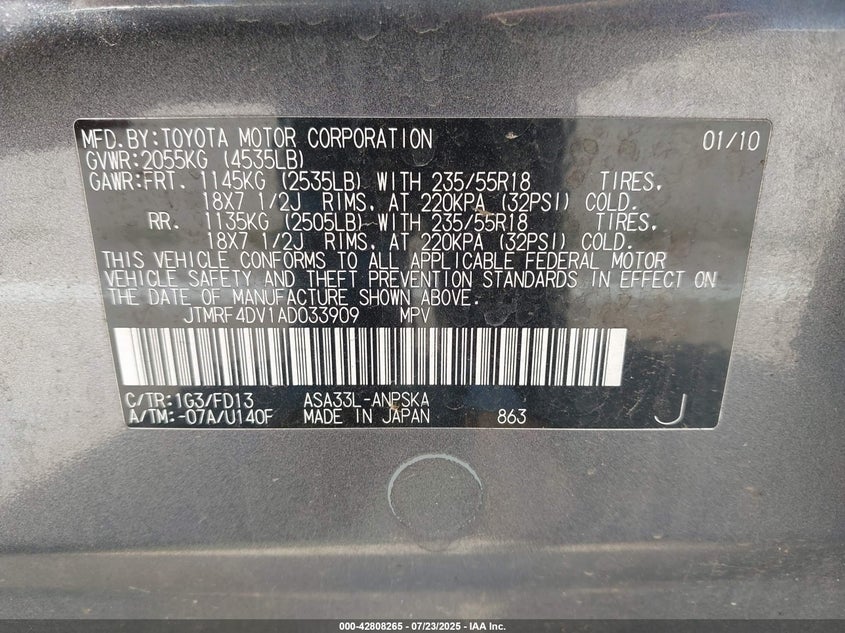 MFD.BY:TOYOTA MOTOR CORPORATION 01/10
GVWR:2055KG (4535LB)
GAWR:FRT. 1145KG (2535LB) WITH 235/55R18 TIRES,
18X7 1/2J RIMS, AT 220KPA (32PSI) COLD.
RR. 1135KG (2505LB) WITH 235/55R18 TIRES,
18X7 1/2J RIMS, AT 220KPA (32PSI) COLD.
THIS VEHICLE CONFORMS TO ALL APPLICABLE FEDERAL MOTOR
VEHICLE SAFETY AND THEFT PREVENTION STANDARDS IN EFFECT ON
THE DATE OF MANUFACTURE SHOWN ABOVE.
JTMRF4DV1AD033909 MPV
C/TR:1G3/FD13 ASA33L-ANPSKA
A/TM:-07A/U140F MADE IN JAPAN 863 J
000-42808265 - 07/23/2025 - IAA Inc.